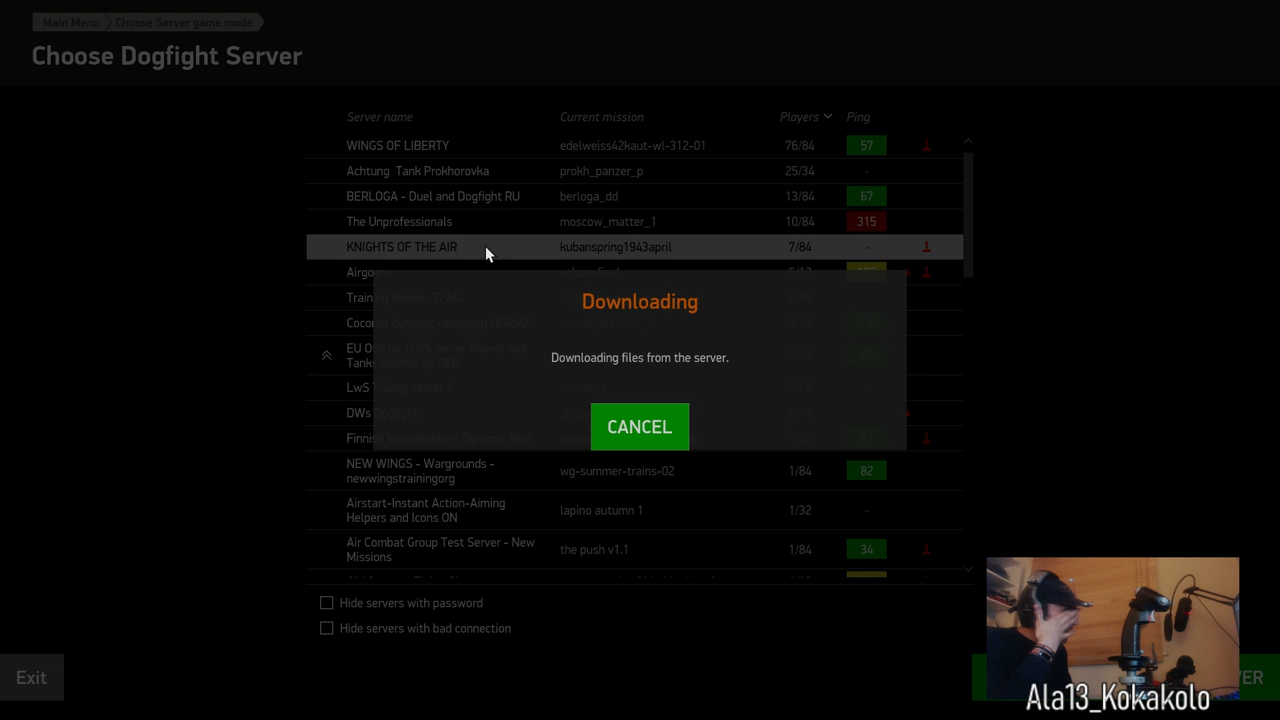 Main Menu Choose Server game mode
Choose Dogfight Server
Server name Current mission Players Ping
WINGS OF LIBERTY edelweiss42kaut-wl-312-01 76/84 57
Achtung Tank Prokhorovka prokh_panzer_p 25/34 -
BERLOGA - Duel and Dogfight RU berloga_dd 13/84 67
The Unprofessionals moscow_matter_1 10/84 315
KNIGHTS OF THE AIR kubanspring1943april 7/84 -
Downloading
Downloading files from the server.
CANCEL
NEW WINGS - Wargrounds -
newwingstrainingorg wg-summer-trains-02 1/84 82
Airstart-Instant Action-Aiming
Helpers and Icons ON lapino autumn 1 1/32 -
Air Combat Group Test Server - New
Missions the push v1.1 1/84 34
Hide servers with password
Hide servers with bad connection
Exit
Ala13_Kokakolo